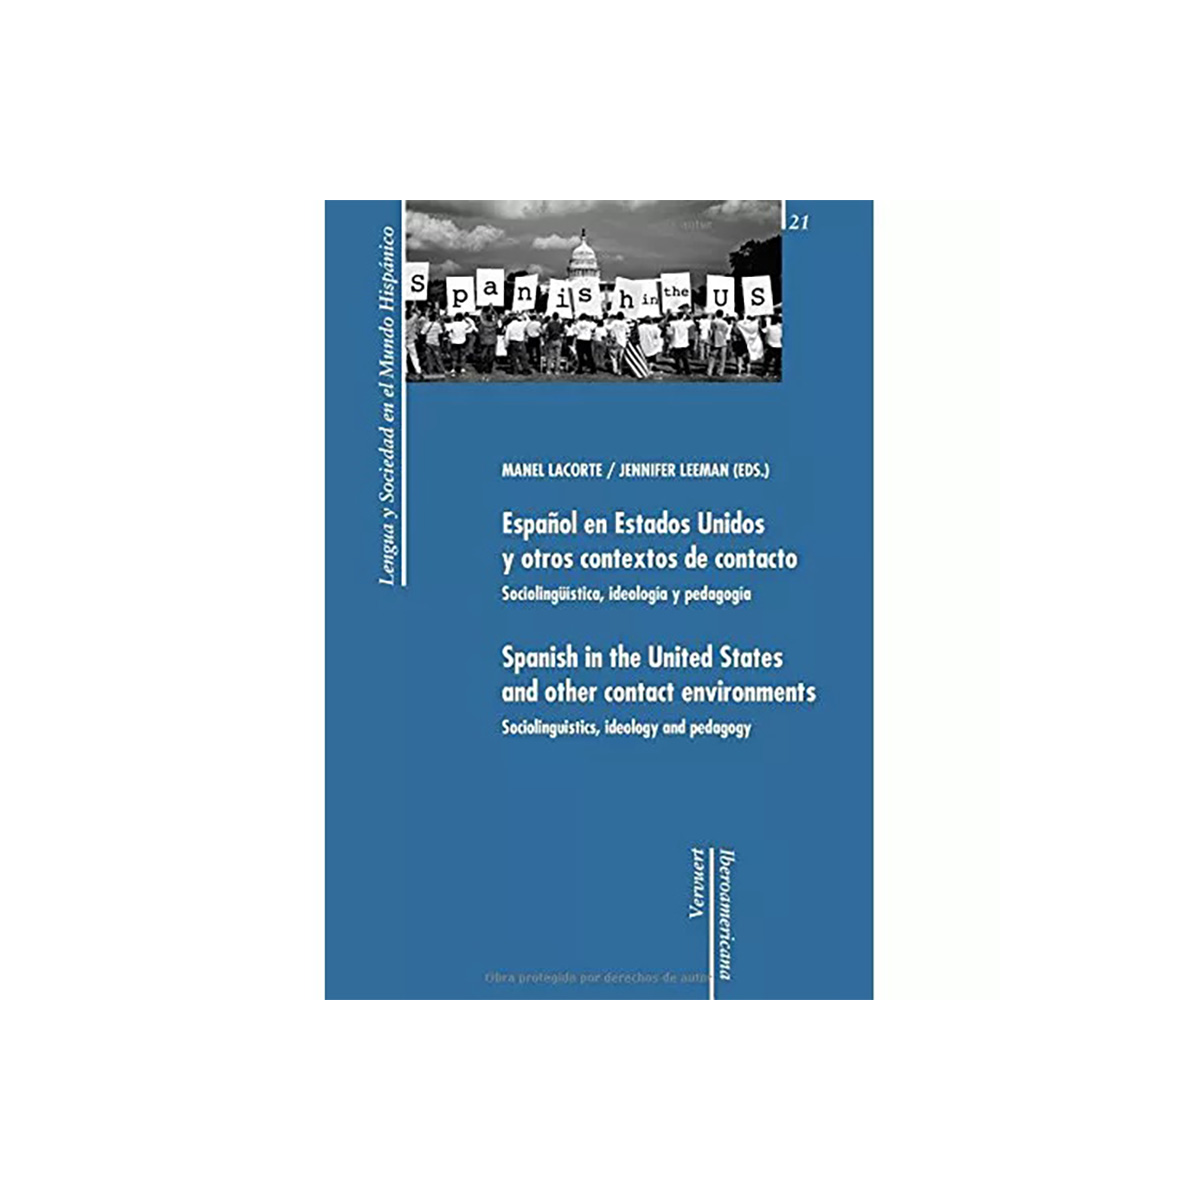 Lengua y Sociedad en el Mundo Hispánico
autor
21
Spanish in the US
MANEL LACORTE / JENNIFER LEEMAN (EDS.)
Español en Estados Unidos
y otros contextos de contacto
Sociolingüística, ideología y pedagogía
Spanish in the United States
and other contact environments
Sociolinguistics, ideology and pedagogy
Iberoamericana
Vervuert
Obra protegida por derechos de autor